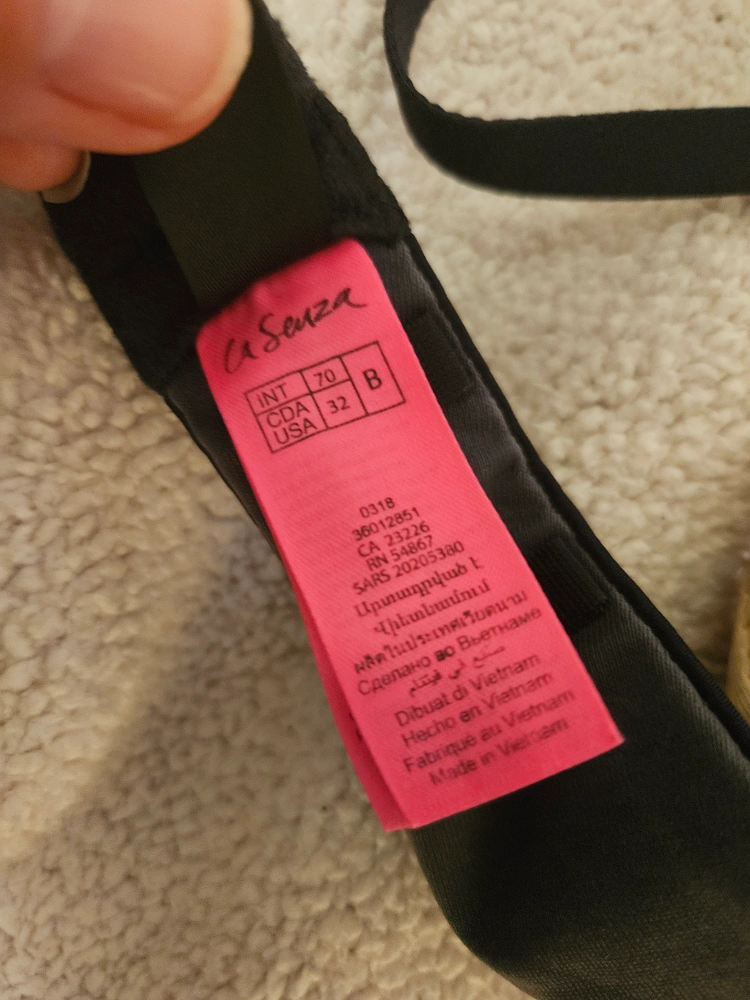 la Senza
INT 70 B
CDA USA 32
0318
36012851
CA 23226
RN 54867
SARS 20205380
Արտադրված է
Վիետնամում
ผลิตในประเทศเวียดนาม
Сделано во Вьетнаме
صنع في فيتنام
Dibuat di Vietnam
Hecho en Vietnam
Fabriqué au Vietnam
Made in Vietnam